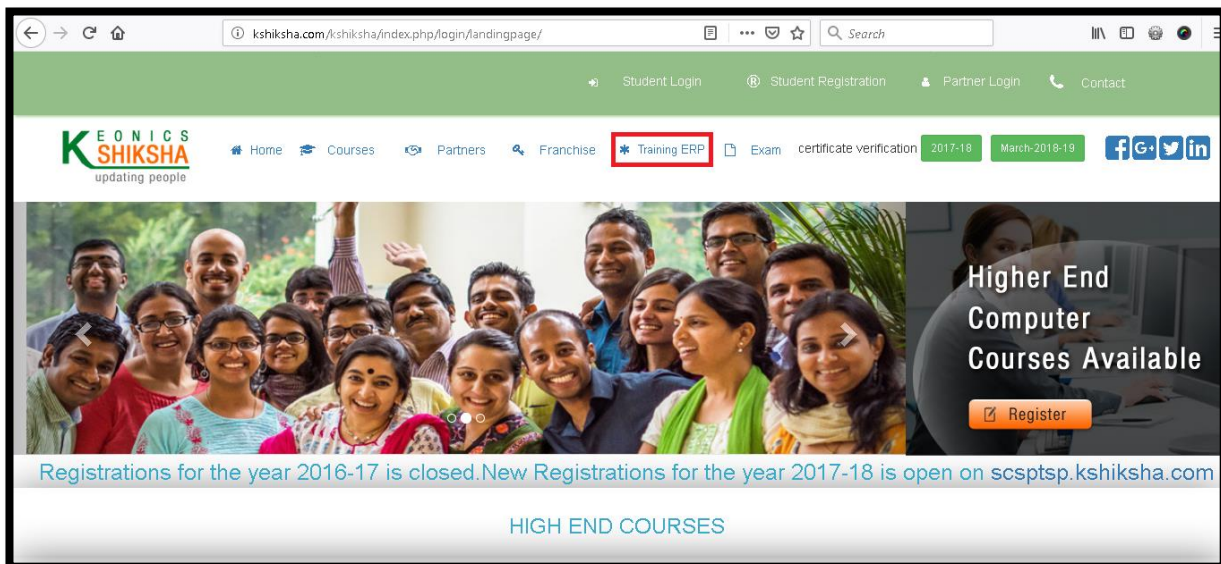 kshiksha.com/kshiksha/index.php/login/landingpage/
Search
Student Login
® Student Registration
Partner Login
Contact
KEONICS
SHIKSHA
updating people
Home
Courses
Partners
Franchise
Training ERP
Exam
certificate verification
2017-18
March-2018-19
f
G+
in
Higher End
Computer
Courses Available
Register
Registrations for the year 2016-17 is closed.New Registrations for the year 2017-18 is open on scsptsp.kshiksha.com
HIGH END COURSES